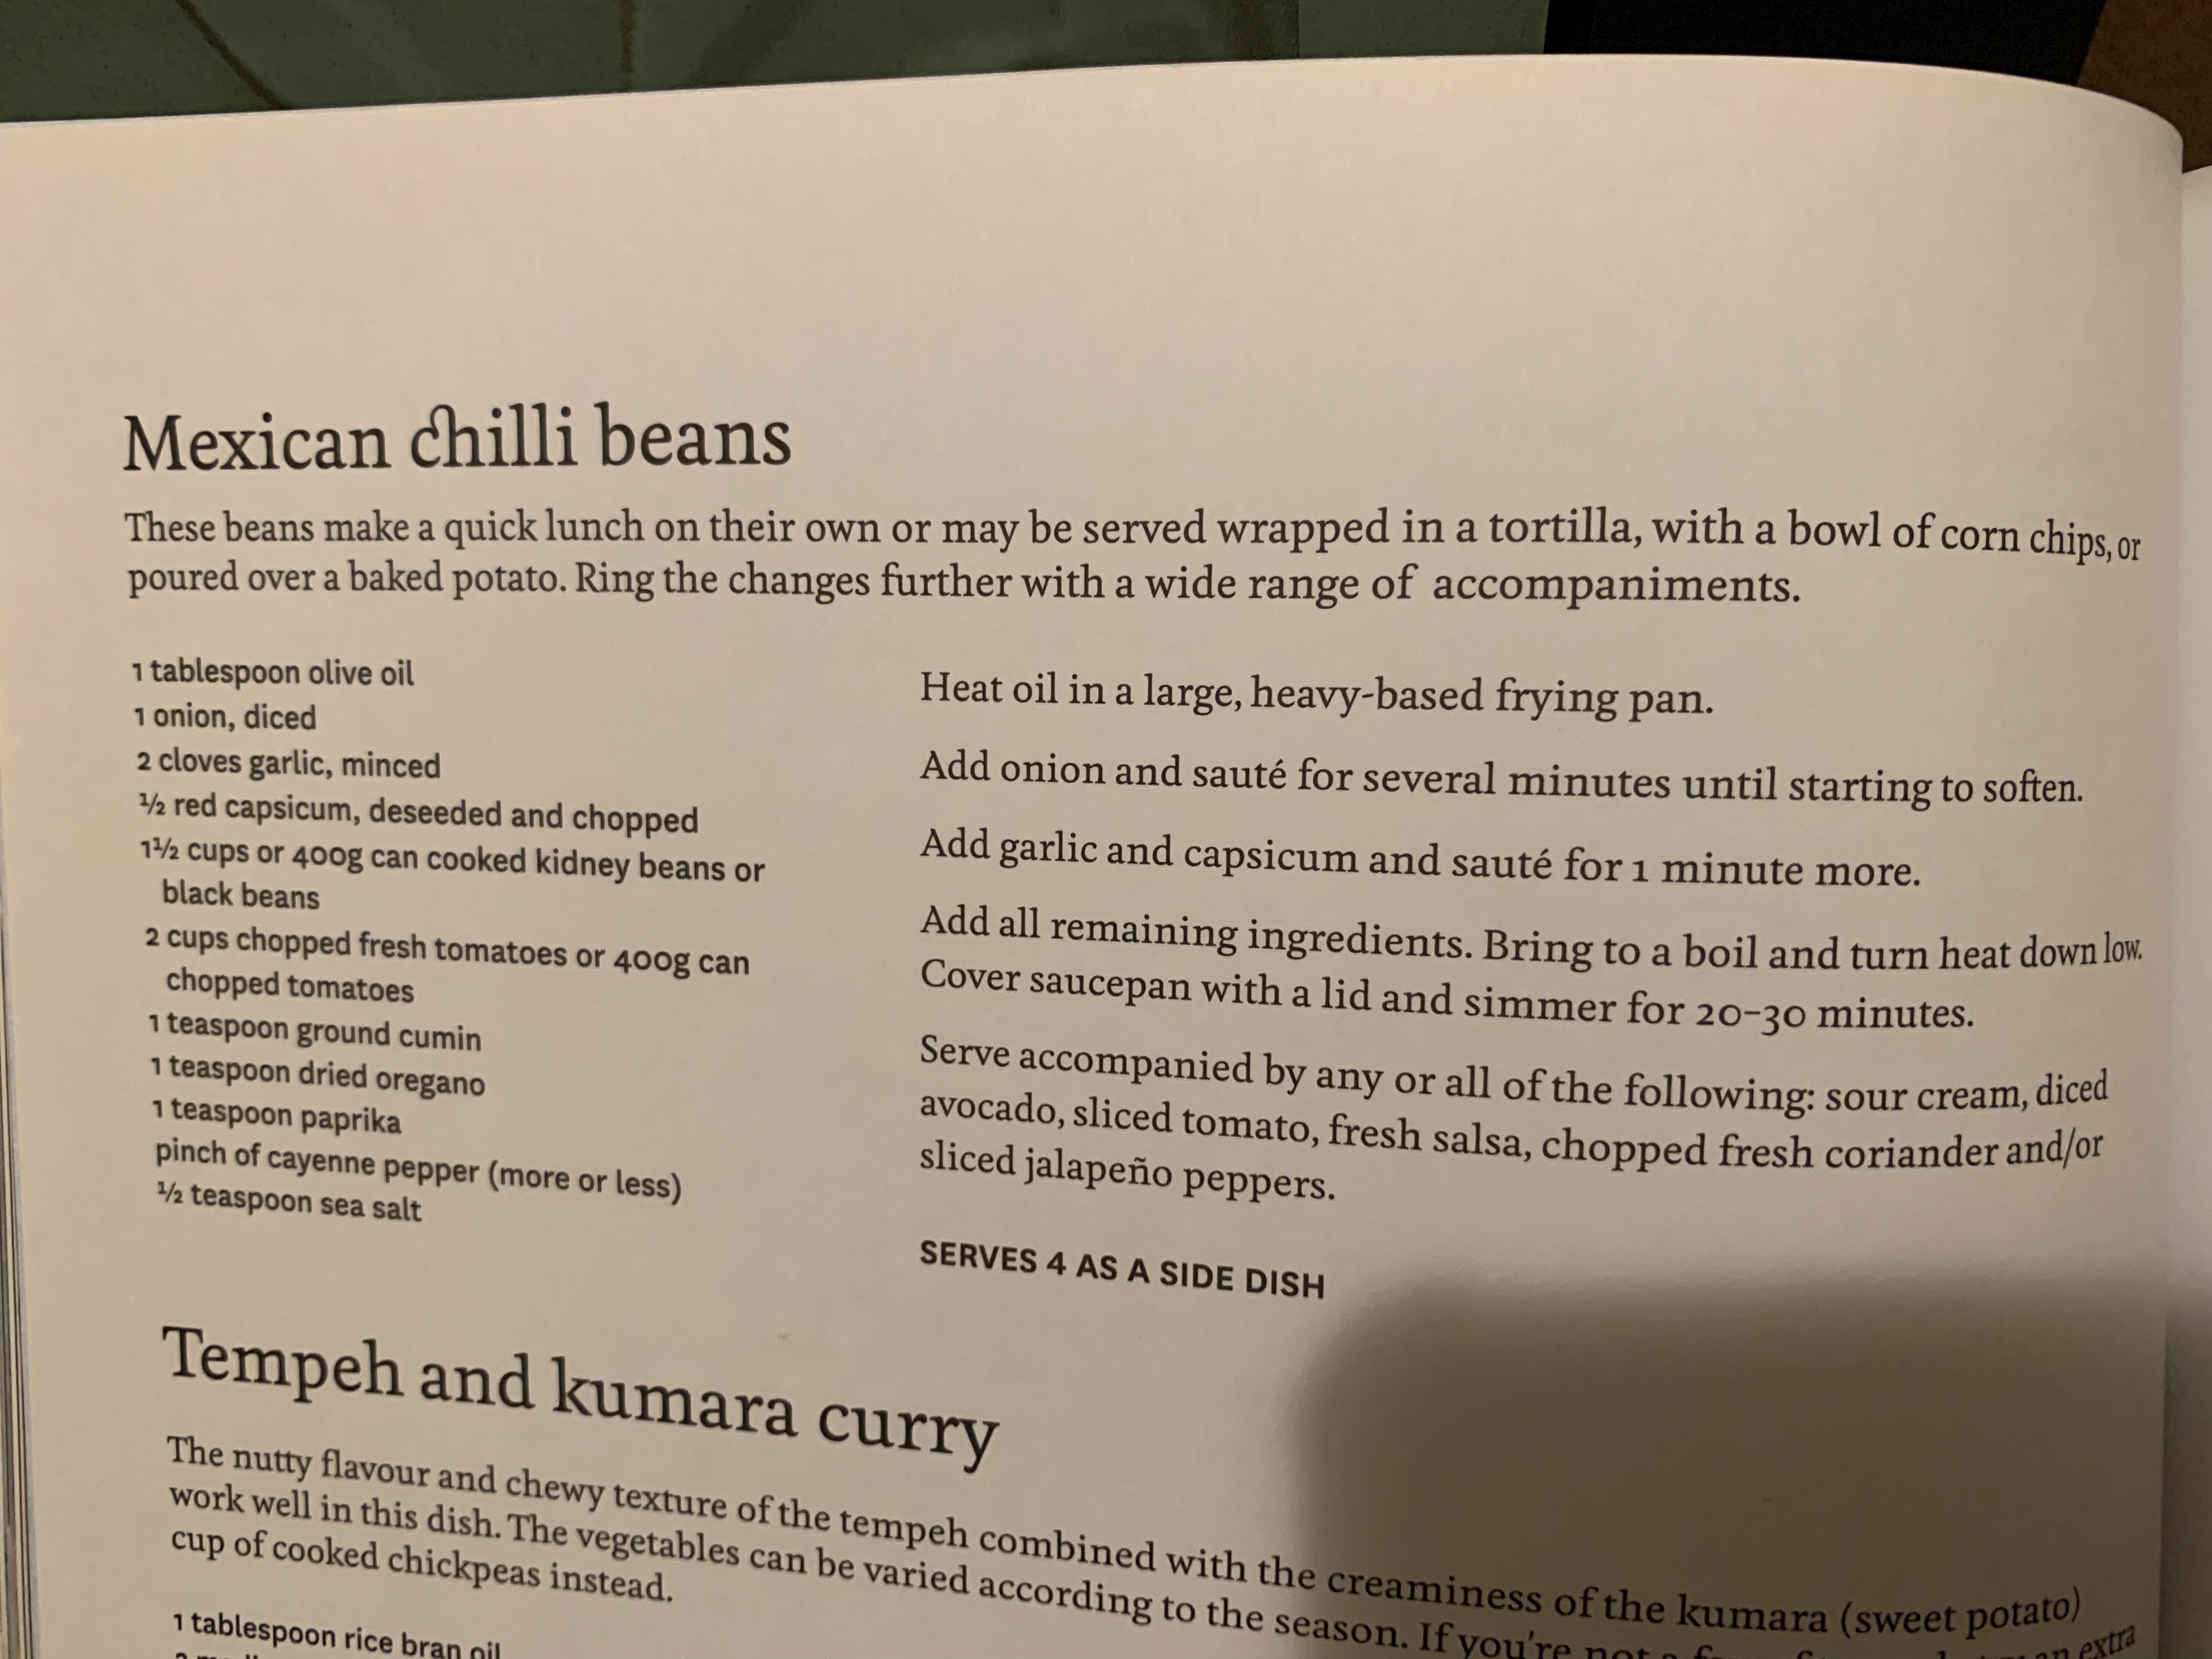 Mexican chilli beans
These beans make a quick lunch on their own or may be served wrapped in a tortilla, with a bowl of corn chips, or
poured over a baked potato. Ring the changes further with a wide range of accompaniments.
1 tablespoon olive oil
1 onion, diced
2 cloves garlic, minced
½ red capsicum, deseeded and chopped
1½ cups or 400g can cooked kidney beans or
black beans
2 cups chopped fresh tomatoes or 400g can
chopped tomatoes
1 teaspoon ground cumin
1 teaspoon dried oregano
1 teaspoon paprika
pinch of cayenne pepper (more or less)
½ teaspoon sea salt
Heat oil in a large, heavy-based frying pan.
Add onion and sauté for several minutes until starting to soften.
Add garlic and capsicum and sauté for 1 minute more.
Add all remaining ingredients. Bring to a boil and turn heat down low.
Cover saucepan with a lid and simmer for 20–30 minutes.
Serve accompanied by any or all of the following: sour cream, diced
avocado, sliced tomato, fresh salsa, chopped fresh coriander and/or
sliced jalapeño peppers.
SERVES 4 AS A SIDE DISH
Tempeh and kumara curry
The nutty flavour and chewy texture of the tempeh combined with the creaminess of the kumara (sweet potato)
work well in this dish. The vegetables can be varied according to the season. If you're not a extra
cup of cooked chickpeas instead.
1 tablespoon rice bran oil